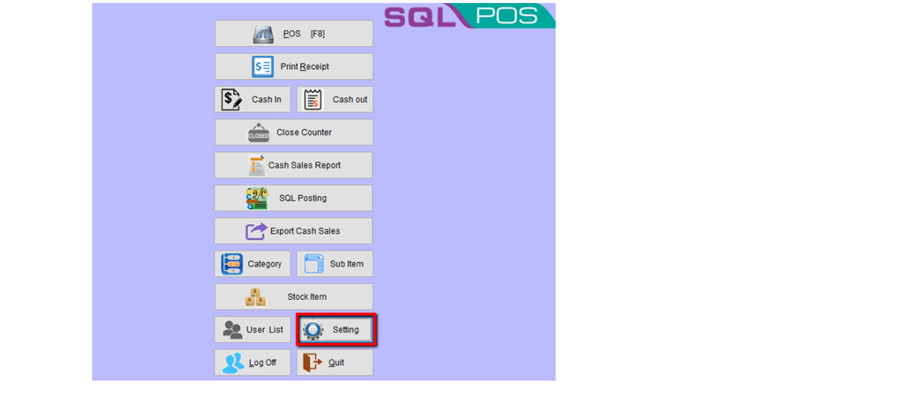 SQL POS
POS [F8]
Print Receipt
Cash In Cash out
CLOSED
Close Counter
Cash Sales Report
SQL Posting
Export Cash Sales
Category Sub Item
Stock Item
User List Setting
Log Off Quit